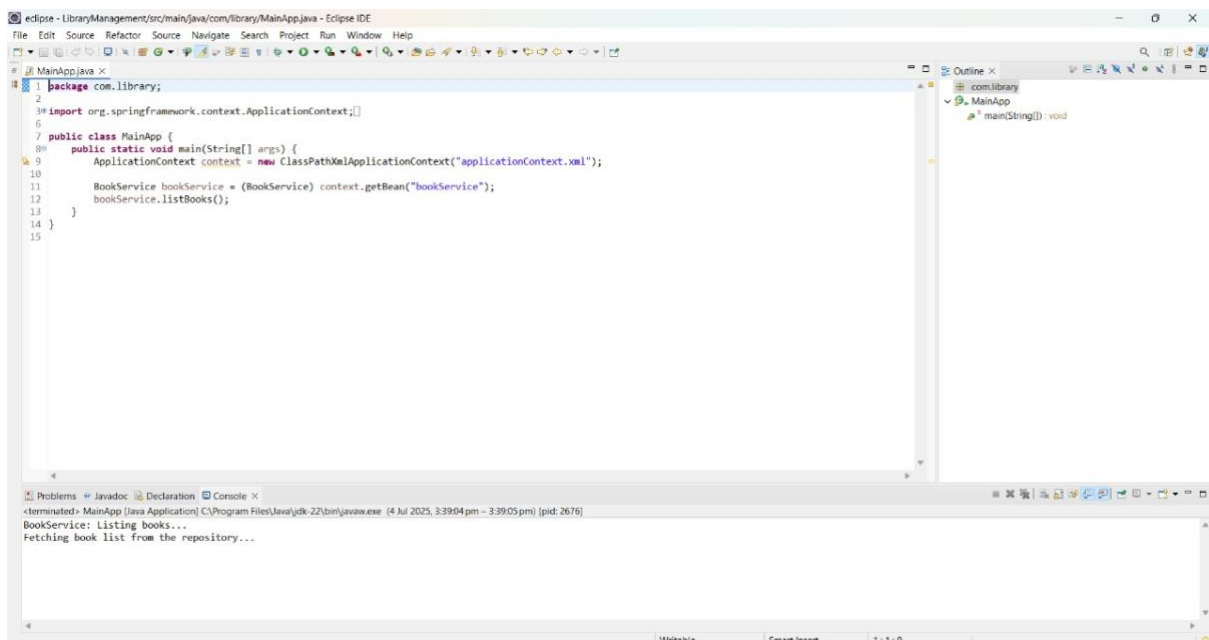 eclipse - LibraryManagement/src/main/java/com/library/MainApp.java - Eclipse IDE
File Edit Source Refactor Source Navigate Search Project Run Window Help
MainApp.java
1 package com.library;
2
3 import org.springframework.context.ApplicationContext;
6
7 public class MainApp {
8 public static void main(String[] args) {
9 ApplicationContext context = new ClassPathXmlApplicationContext("applicationContext.xml");
10
11 BookService bookService = (BookService) context.getBean("bookService");
12 bookService.listBooks();
13 }
14 }
15
Outline
com.library
MainApp
main(String[]) : void
Problems Javadoc Declaration Console
<terminated> MainApp [Java Application] C:\Program Files\Java\jdk-22\bin\javaw.exe (4 Jul 2025, 3:39:04 pm – 3:39:05 pm) [pid: 2676]
BookService: Listing books...
Fetching book list from the repository...
Writable Smart Insert 1 : 1 : 0